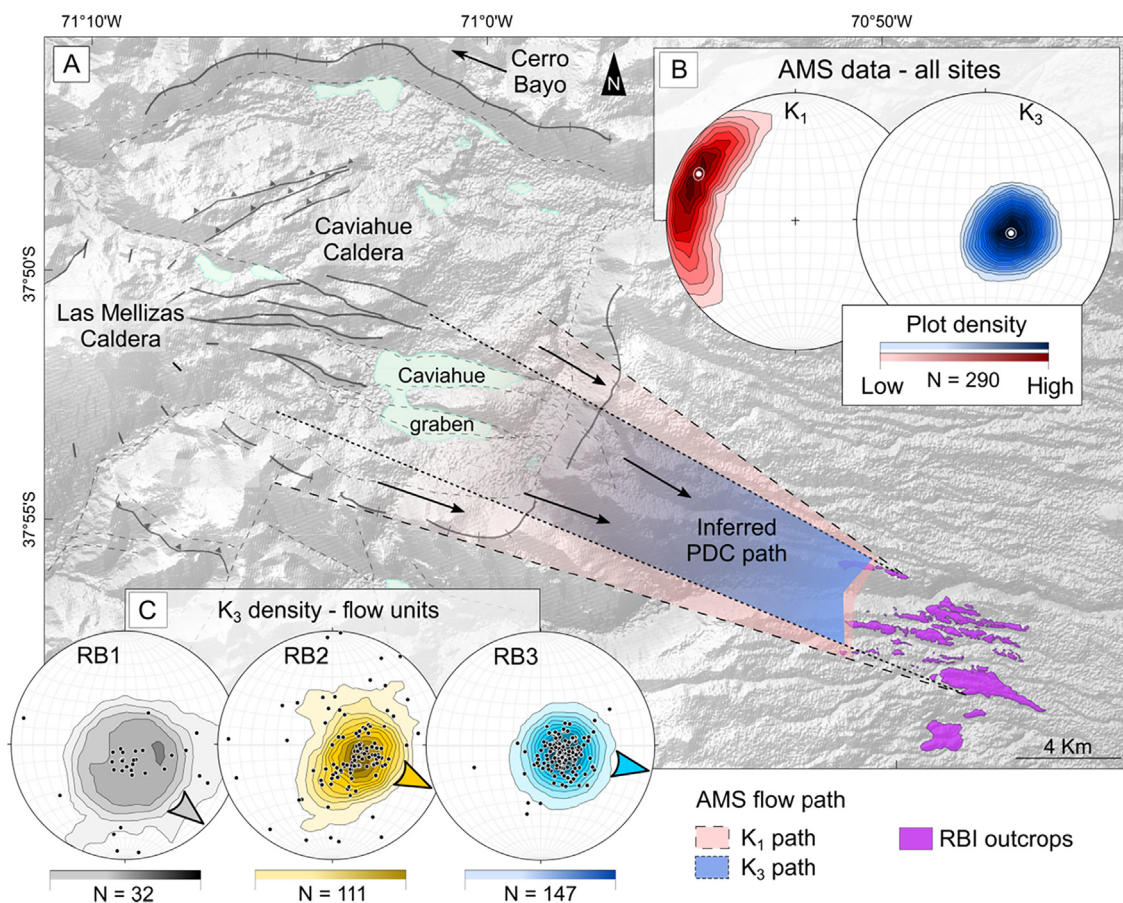 71°10'W
71°0'W
70°50'W
A
Cerro
Bayo
N
B
AMS data - all sites
K₁
K₃
Caviahue
Caldera
37°50'S
Las Mellizas
Caldera
Plot density
Low
N = 290
High
Caviahue
graben
37°55'S
Inferred
PDC path
C
K₃ density - flow units
RB1
RB2
RB3
4 Km
AMS flow path
K₁ path
RBI outcrops
K₃ path
N = 32
N = 111
N = 147